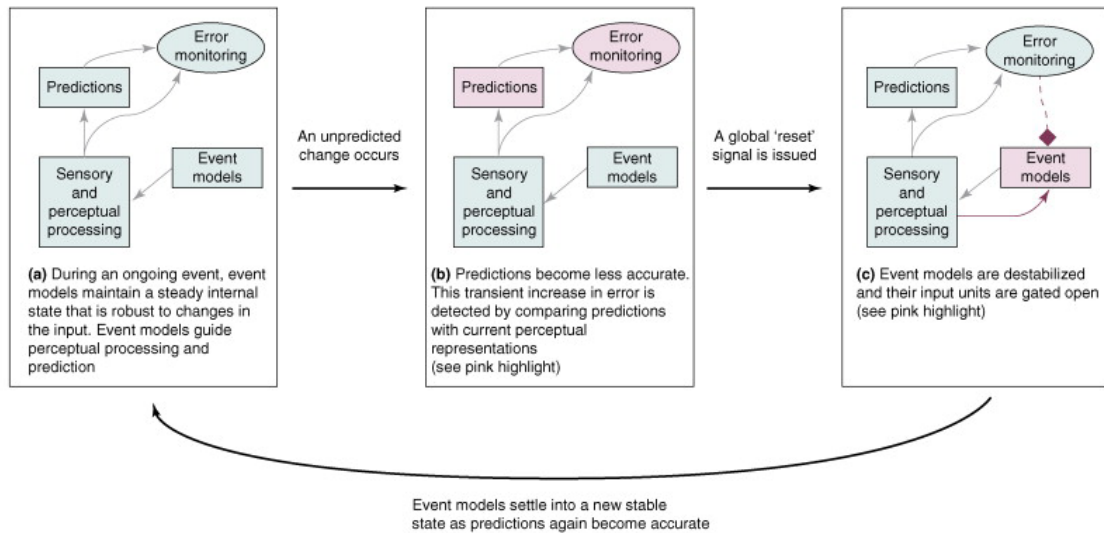 Error
monitoring
Predictions
Sensory
and
perceptual
processing
Event
models
(a) During an ongoing event, event
models maintain a steady internal
state that is robust to changes in
the input. Event models guide
perceptual processing and
prediction
An unpredicted
change occurs
Error
monitoring
Predictions
Sensory
and
perceptual
processing
Event
models
(b) Predictions become less accurate.
This transient increase in error is
detected by comparing predictions
with current perceptual
representations
(see pink highlight)
A global ‘reset’
signal is issued
Error
monitoring
Predictions
Sensory
and
perceptual
processing
Event
models
(c) Event models are destabilized
and their input units are gated open
(see pink highlight)
Event models settle into a new stable
state as predictions again become accurate